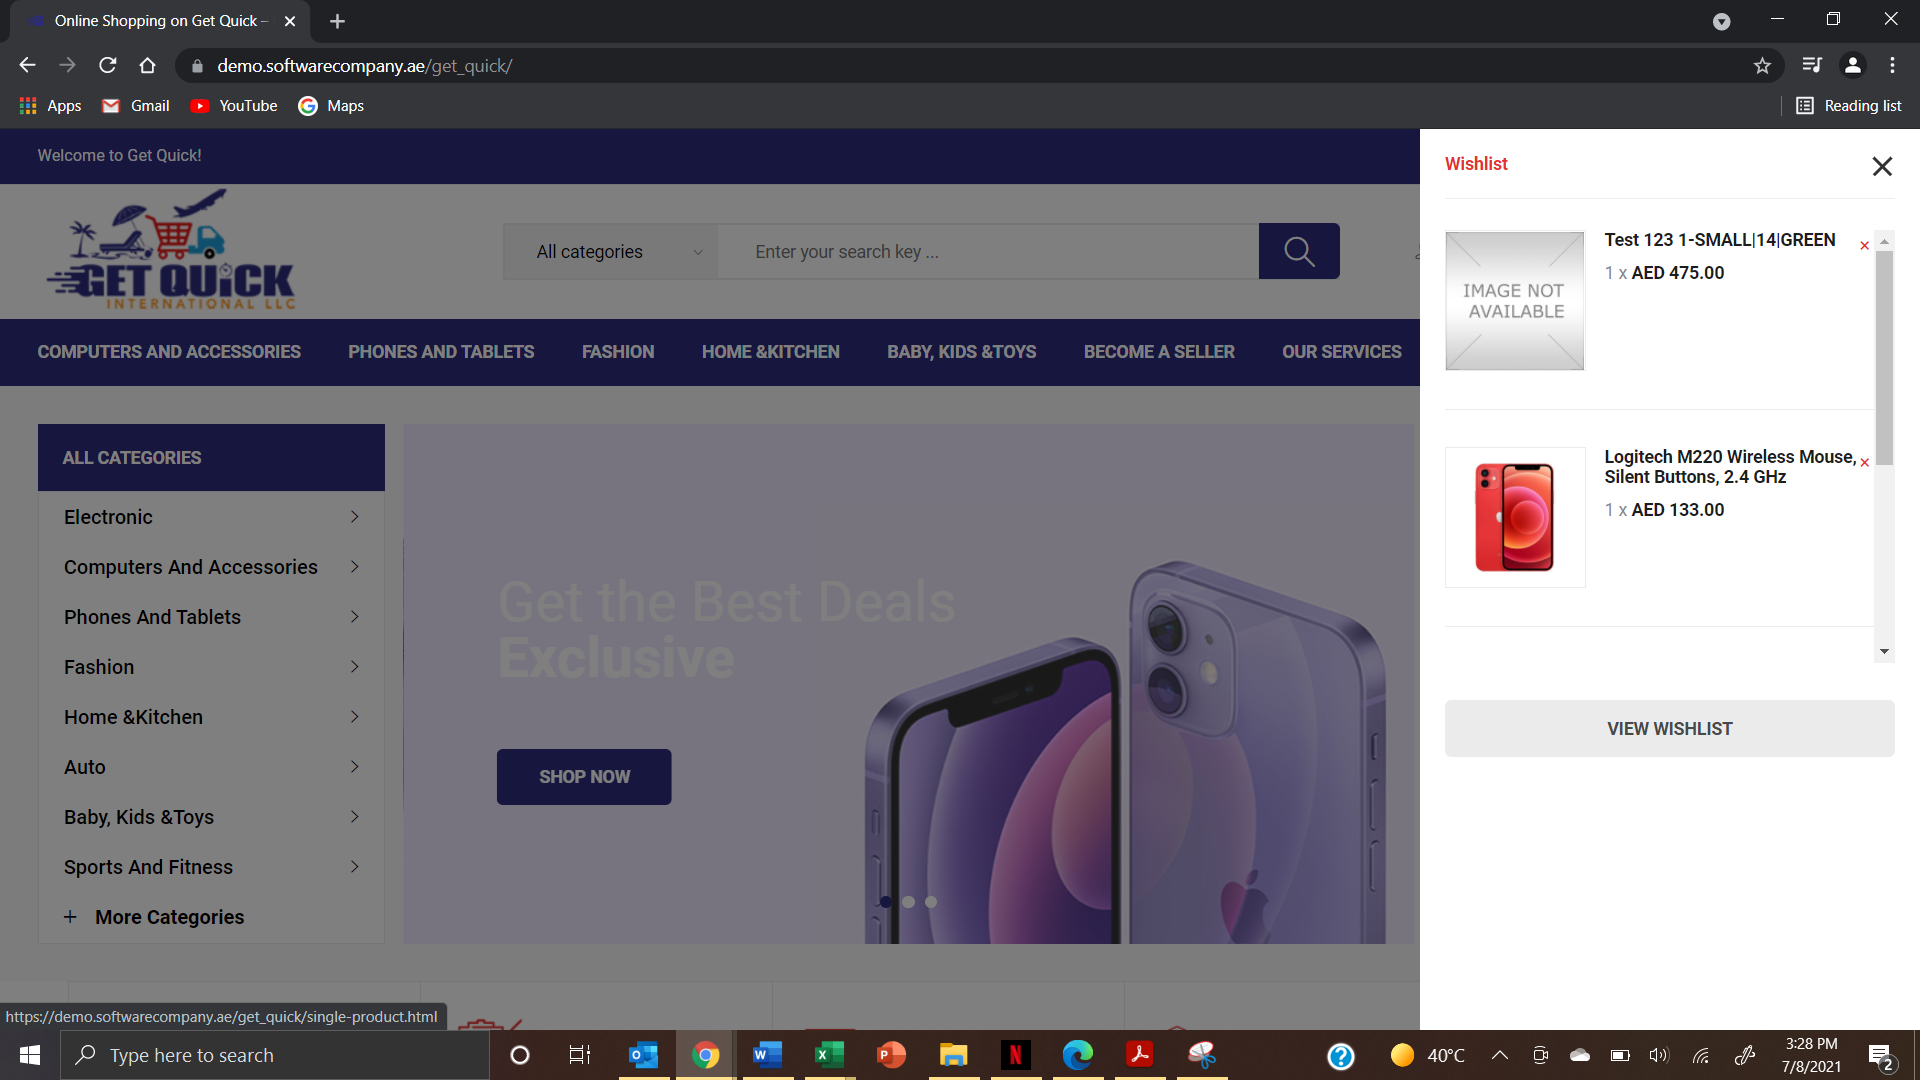 Online Shopping on Get Quick –
demo.softwarecompany.ae/get_quick/
Apps
Gmail
YouTube
Maps
Reading list
Welcome to Get Quick!
GET QUICK
INTERNATIONAL LLC
All categories
Enter your search key ...
COMPUTERS AND ACCESSORIES
PHONES AND TABLETS
FASHION
HOME &KITCHEN
BABY, KIDS &TOYS
BECOME A SELLER
OUR SERVICES
ALL CATEGORIES
Electronic
Computers And Accessories
Phones And Tablets
Fashion
Home &Kitchen
Auto
Baby, Kids &Toys
Sports And Fitness
+ More Categories
Get the Best Deals
Exclusive
SHOP NOW
Wishlist
IMAGE NOT
AVAILABLE
Test 123 1-SMALL|14|GREEN
1 x AED 475.00
Logitech M220 Wireless Mouse,
Silent Buttons, 2.4 GHz
1 x AED 133.00
VIEW WISHLIST
https://demo.softwarecompany.ae/get_quick/single-product.html
Type here to search
40°C
3:28 PM
7/8/2021
2